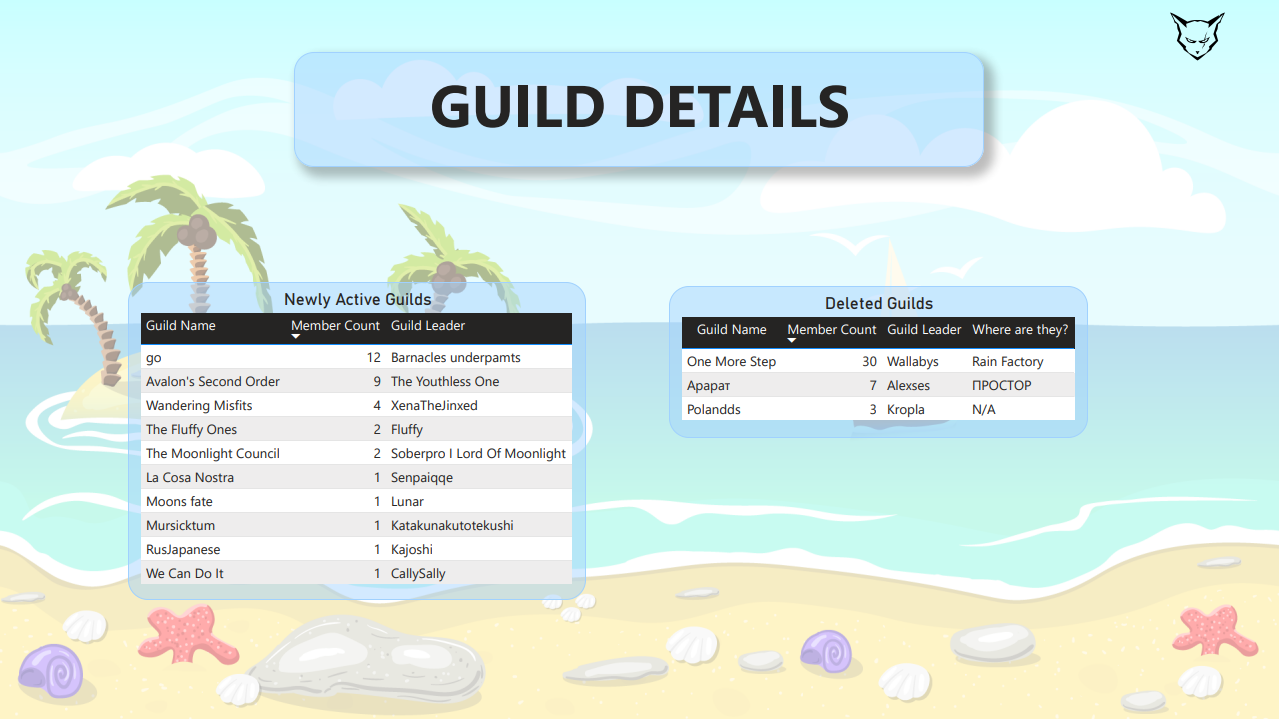 GUILD DETAILS
Newly Active Guilds
Guild Name Member Count Guild Leader
go 12 Barnacles underpamts
Avalon's Second Order 9 The Youthless One
Wandering Misfits 4 XenaTheJinxed
The Fluffy Ones 2 Fluffy
The Moonlight Council 2 Soberpro I Lord Of Moonlight
La Cosa Nostra 1 Senpaiqqe
Moons fate 1 Lunar
Mursicktum 1 Katakunakutotekushi
RusJapanese 1 Kajoshi
We Can Do It 1 CallySally
Deleted Guilds
Guild Name Member Count Guild Leader Where are they?
One More Step 30 Wallabys Rain Factory
Арарат 7 Alexses ПРОСТОР
Polandds 3 Kropla N/A